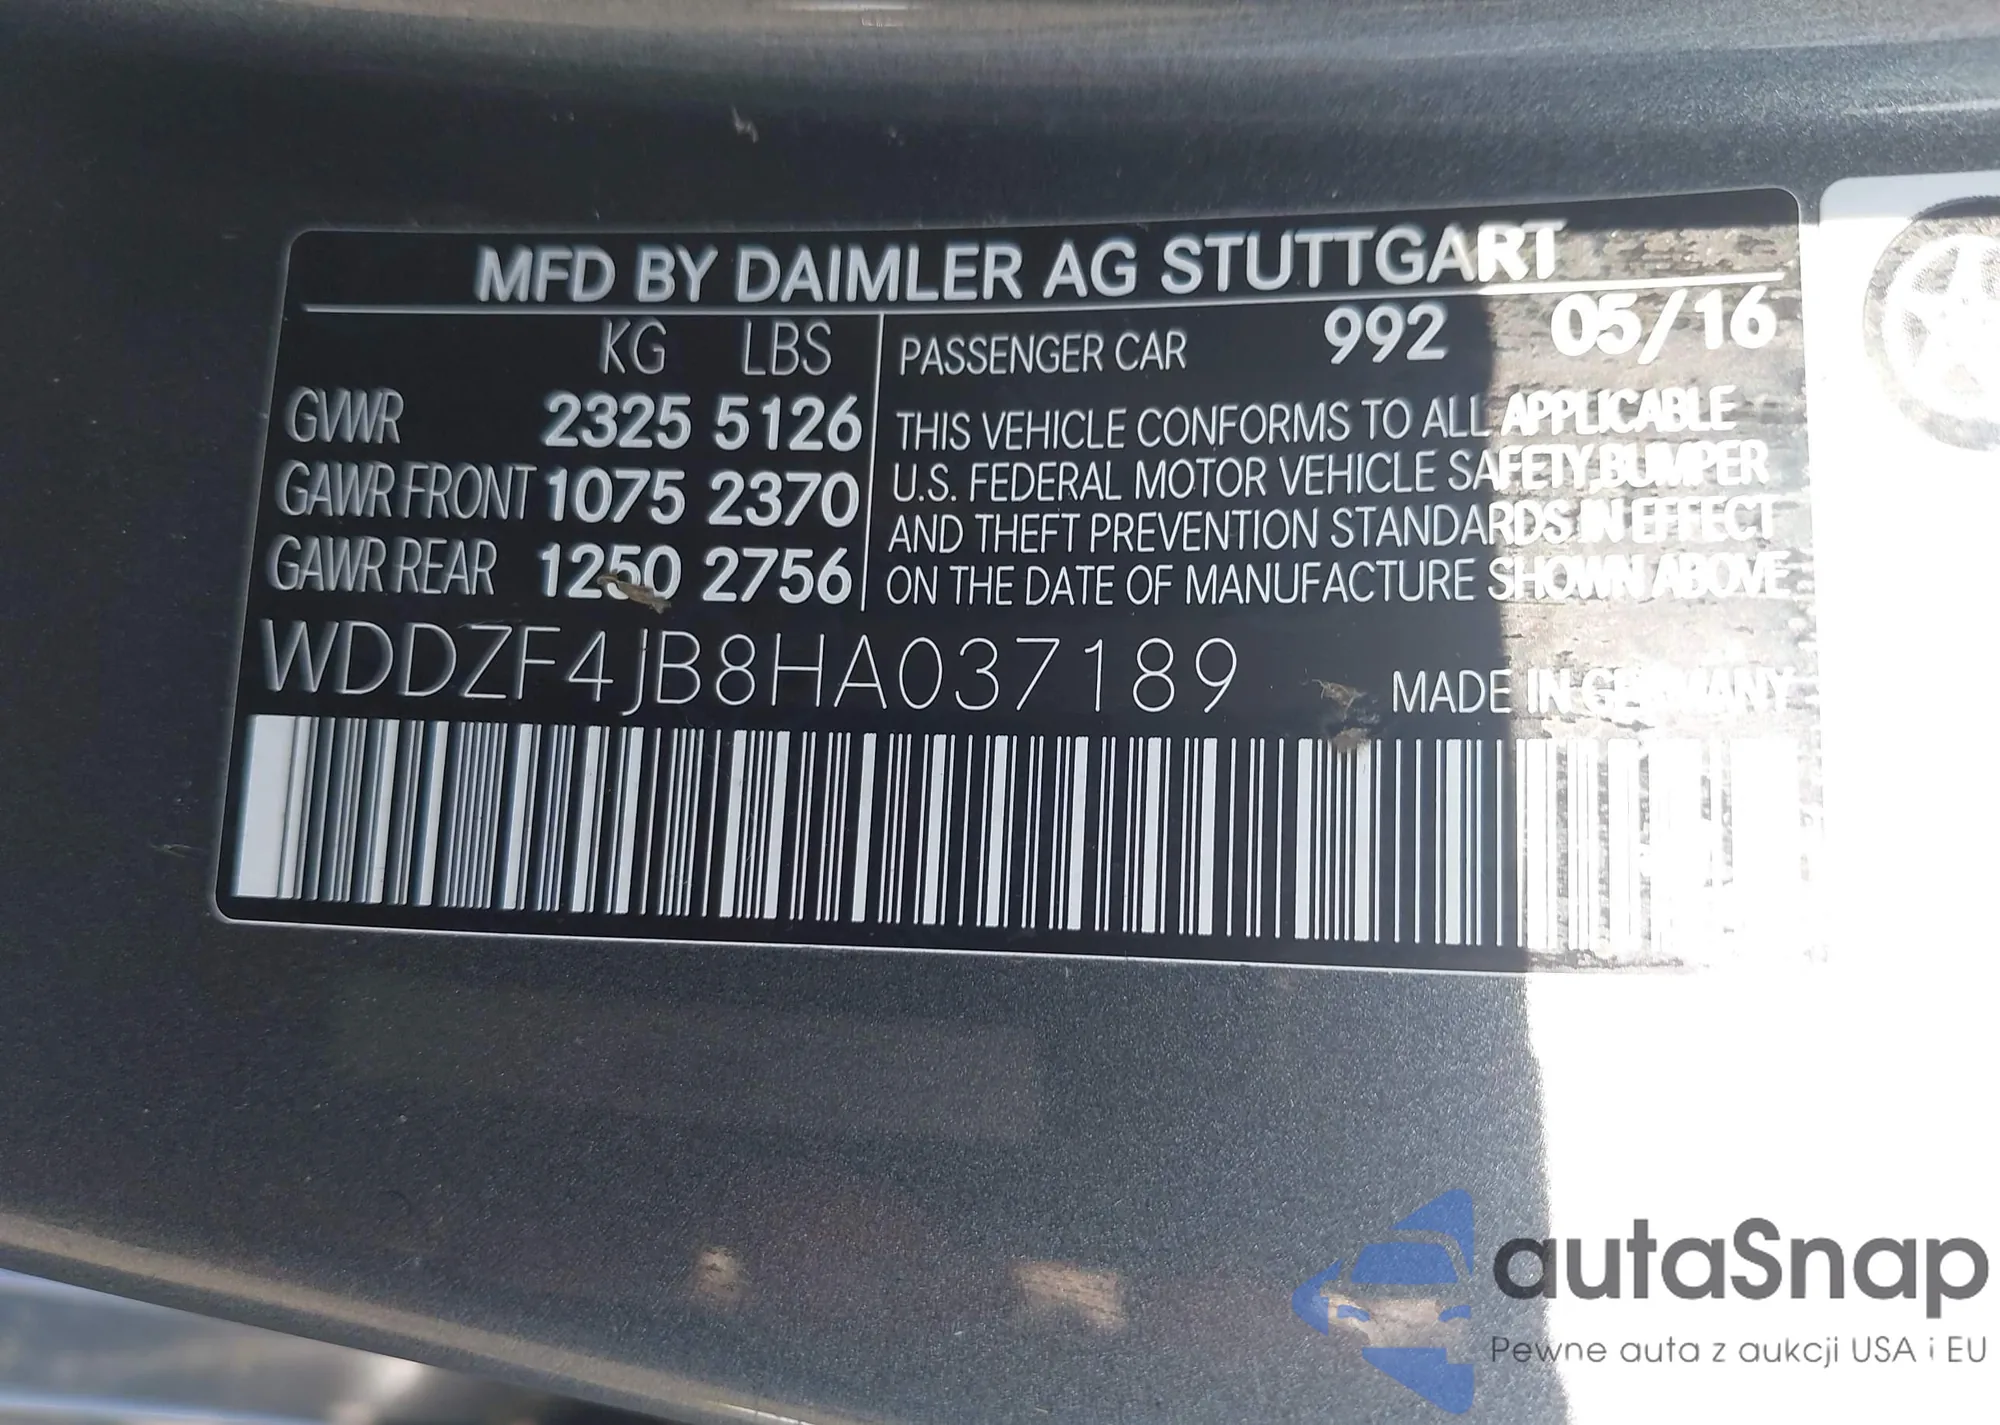 MFD BY DAIMLER AG STUTTGART
KG LBS
GVWR 2325 5126
GAWR FRONT 1075 2370
GAWR REAR 1250 2756
PASSENGER CAR 992 05/16
THIS VEHICLE CONFORMS TO ALL APPLICABLE
U.S. FEDERAL MOTOR VEHICLE SAFETY, BUMPER
AND THEFT PREVENTION STANDARDS IN EFFECT
ON THE DATE OF MANUFACTURE SHOWN ABOVE
WDDZF4JB8HA037189
MADE IN GERMANY
autaSnap
Pewne auta z aukcji USA i EU